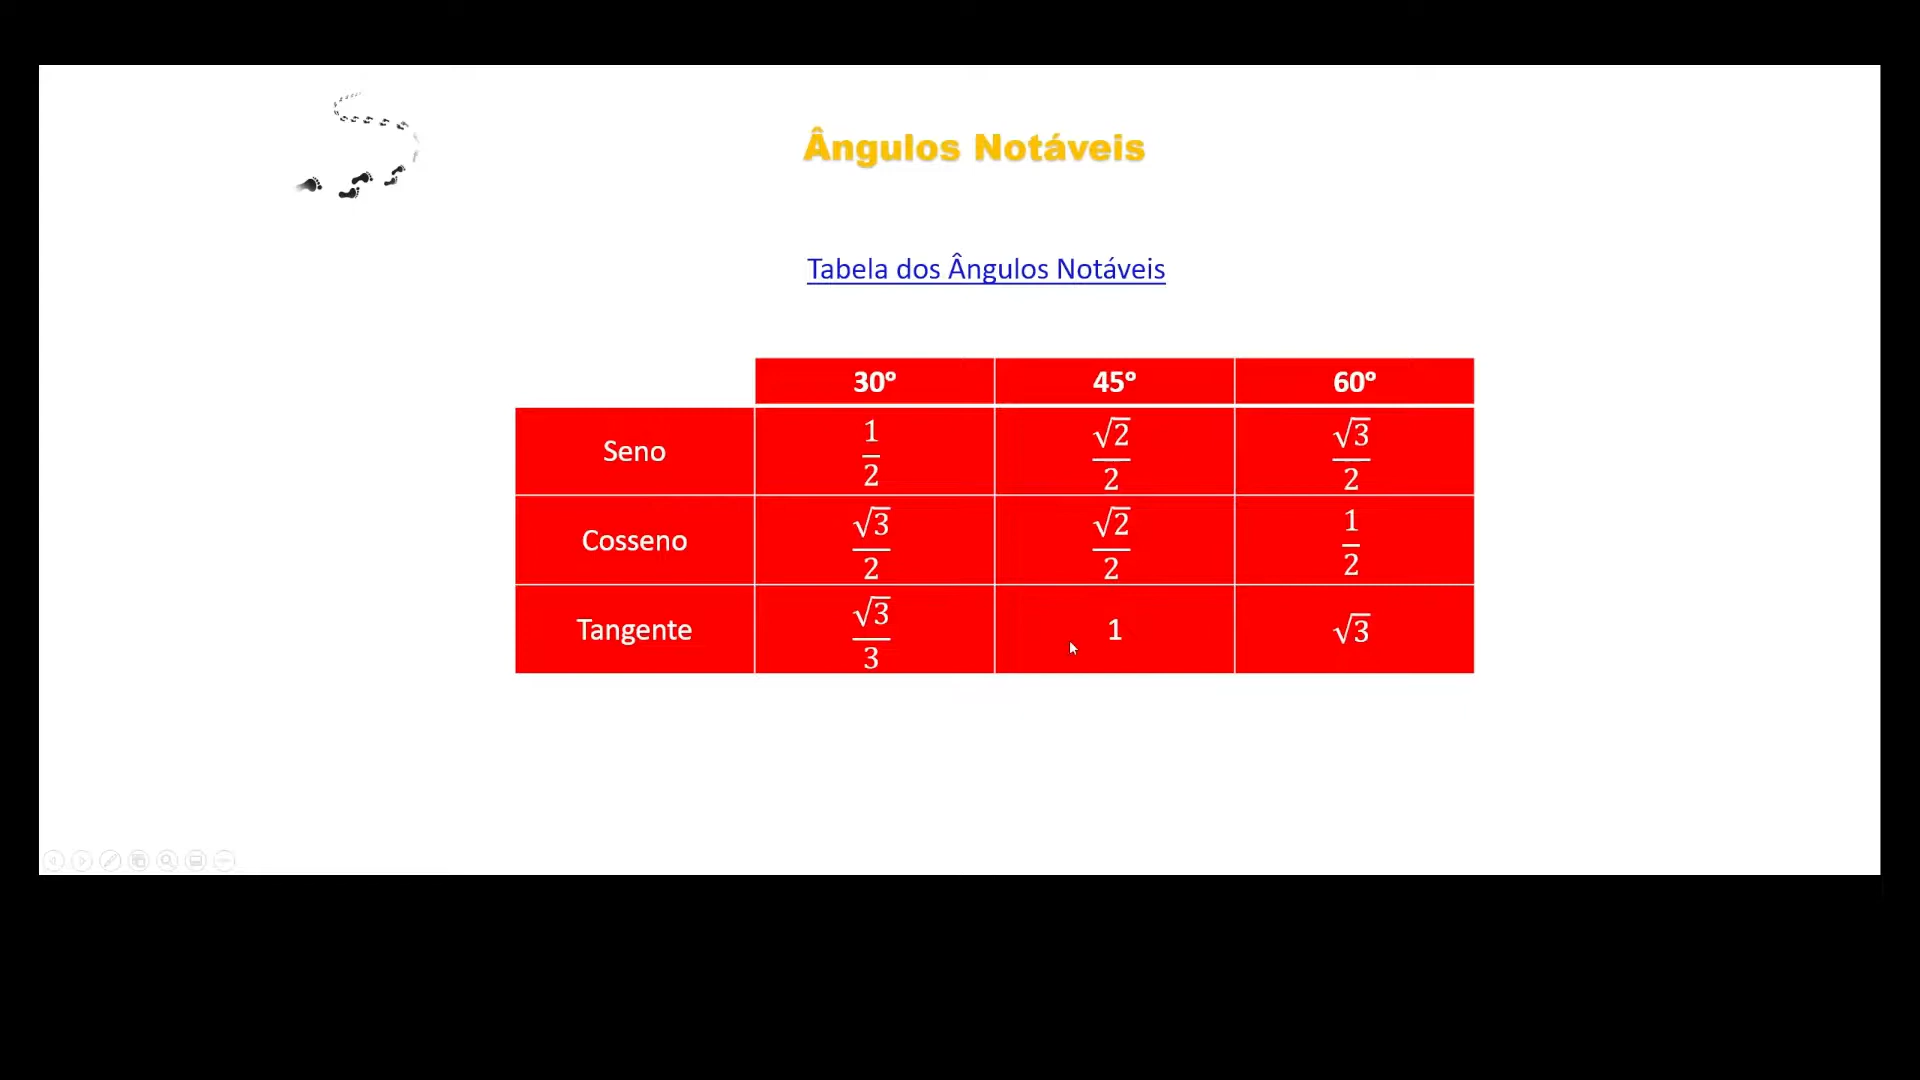 Ângulos Notáveis
Tabela dos Ângulos Notáveis
30º 45º 60º
Seno 1/2 √2/2 √3/2
Cosseno √3/2 √2/2 1/2
Tangente √3/3 1 √3